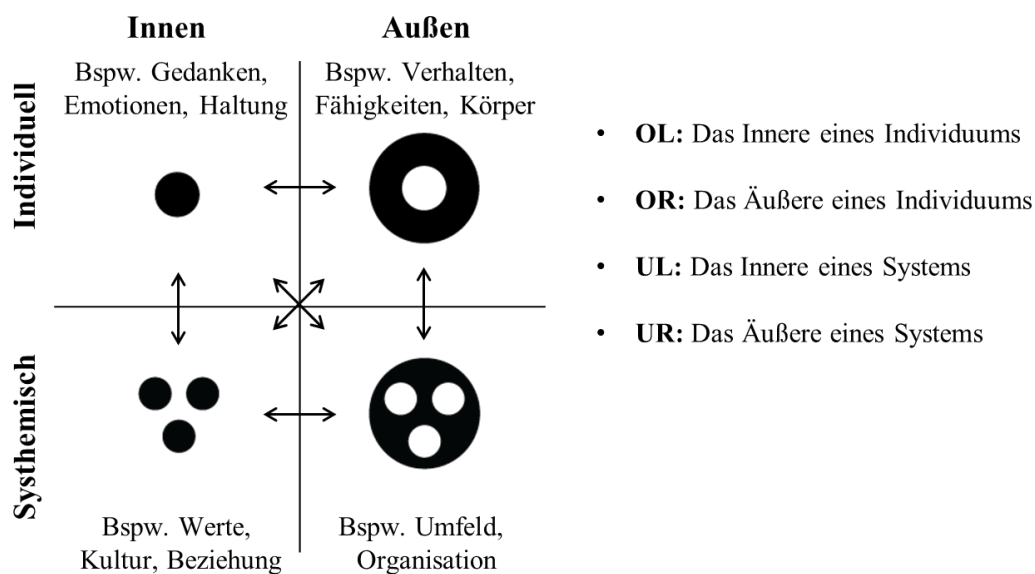 Innen
Außen
Bspw. Gedanken,
Emotionen, Haltung
Bspw. Verhalten,
Fähigkeiten, Körper
Individuell
Systhemisch
Bspw. Werte,
Kultur, Beziehung
Bspw. Umfeld,
Organisation
• OL: Das Innere eines Individuums
• OR: Das Äußere eines Individuums
• UL: Das Innere eines Systems
• UR: Das Äußere eines Systems